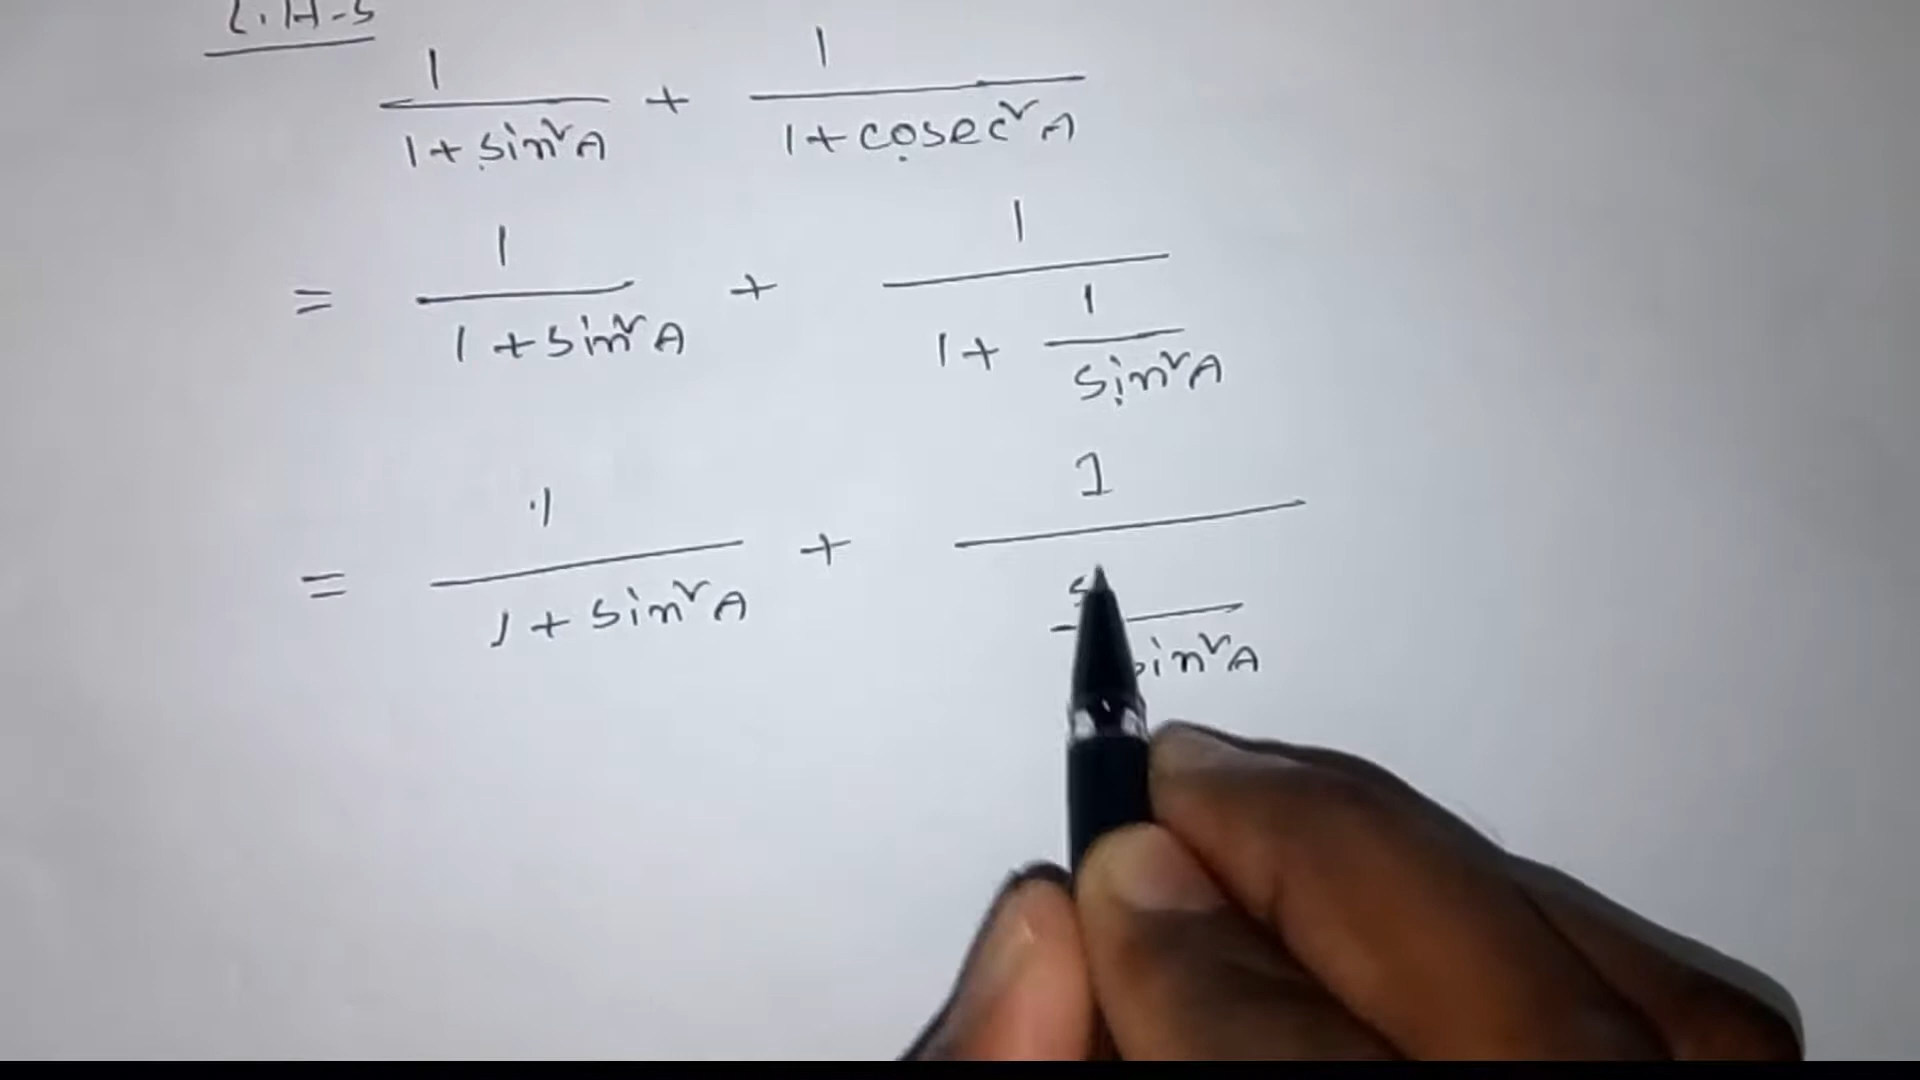 L.H.S
1/(1+sin²A) + 1/(1+cosec²A)
= 1/(1+sin²A) + 1/(1+1/sin²A)
= 1/(1+sin²A) + 1/(s/sin²A)